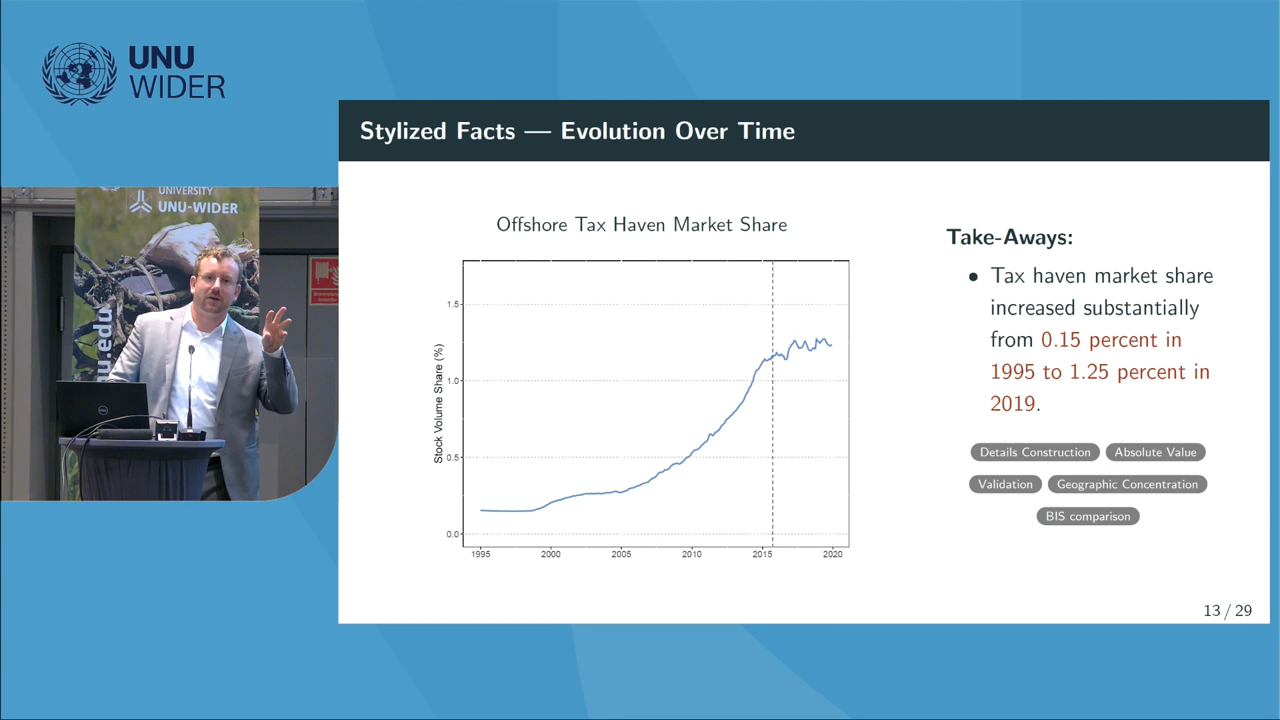 UNU
WIDER
UNIVERSITY
UNU-WIDER
nu.edu
Stylized Facts — Evolution Over Time
Offshore Tax Haven Market Share
Stock Volume Share (%)
1.5
1.0
0.5
0.0
1995 2000 2005 2010 2015 2020
Take-Aways:
• Tax haven market share
increased substantially
from 0.15 percent in
1995 to 1.25 percent in
2019.
Details Construction Absolute Value
Validation Geographic Concentration
BIS comparison
13 / 29